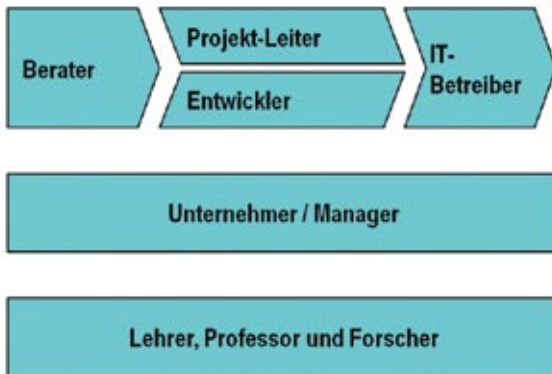 Berater
Projekt-Leiter
Entwickler
IT-
Betreiber
Unternehmer / Manager
Lehrer, Professor und Forscher